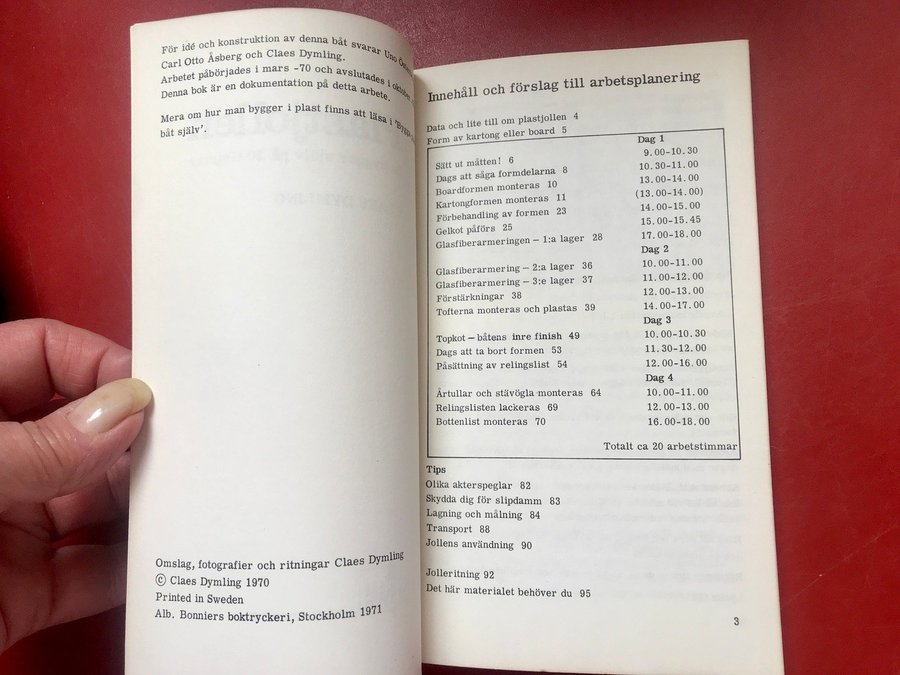 För idé och konstruktion av denna båt svarar Uno
Carl Otto Åsberg och Claes Dymling.
Arbetet påbörjades i mars -70 och avslutades i oktober
Denna bok är en dokumentation på detta arbete.
Mera om hur man bygger i plast finns att läsa i 'Bygg
båt själv'.
Omslag, fotografier och ritningar Claes Dymling
© Claes Dymling 1970
Printed in Sweden
Alb. Bonniers boktryckeri, Stockholm 1971
Innehåll och förslag till arbetsplanering
Data och lite till om plastjollen 4
Form av kartong eller board 5
Dag 1
Sätt ut måtten! 6 9.00-10.30
Dags att såga formdelarna 8 10.30-11.00
Boardformen monteras 10 13.00-14.00
Kartongformen monteras 11 (13.00-14.00)
Förbehandling av formen 23 14.00-15.00
Gelkot påförs 25 15.00-15.45
Glasfiberarmeringen - 1:a lager 28 17.00-18.00
Dag 2
Glasfiberarmering - 2:a lager 36 10.00-11.00
Glasfiberarmering - 3:e lager 37 11.00-12.00
Förstärkningar 38 12.00-13.00
Tofterna monteras och plastas 39 14.00-17.00
Dag 3
Topkot – båtens inre finish 49 10.00-10.30
Dags att ta bort formen 53 11.30-12.00
Påsättning av relingslist 54 12.00-16.00
Dag 4
Årtullar och stävögla monteras 64 10.00-11.00
Relingslisten lackeras 69 12.00-13.00
Bottenlist monteras 70 16.00-18.00
Totalt ca 20 arbetstimmar
Tips
Olika akterspeglar 82
Skydda dig för slipdamm 83
Lagning och målning 84
Transport 88
Jollens användning 90
Jolleritning 92
Det här materialet behöver du 95
3